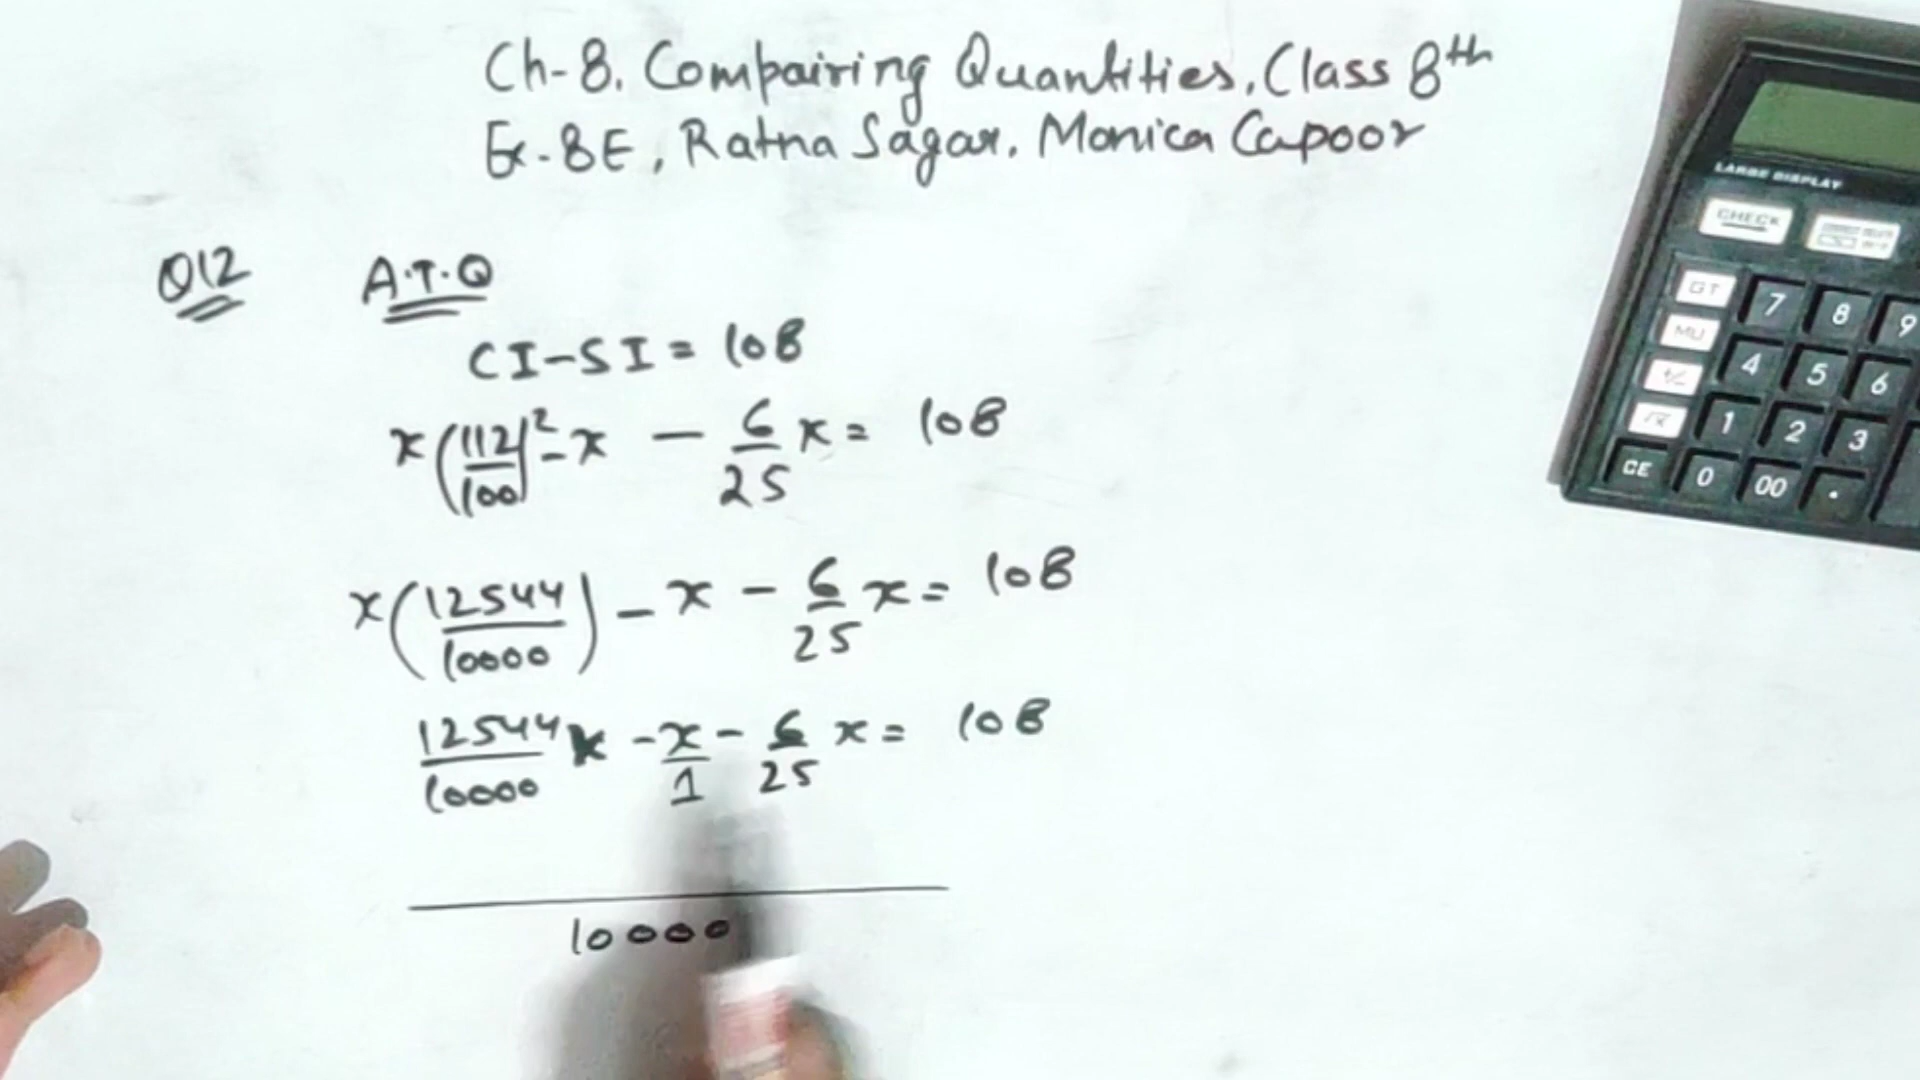 Ch-8. Compairing Quantities, Class 8th
Ex-8E, Ratna Sagar. Monica Capoor
Q12 A.T.Q
CI-SI = 108
x(112/100)²-x - 6/25 x = 108
x(12544/10000) - x - 6/25 x = 108
12544/10000 x - x/1 - 6/25 x = 108
10000
LARGE DISPLAY
CHECK
GT 7 8 9
MU 4 5 6
+/- 1 2 3
√x
CE 0 00 .